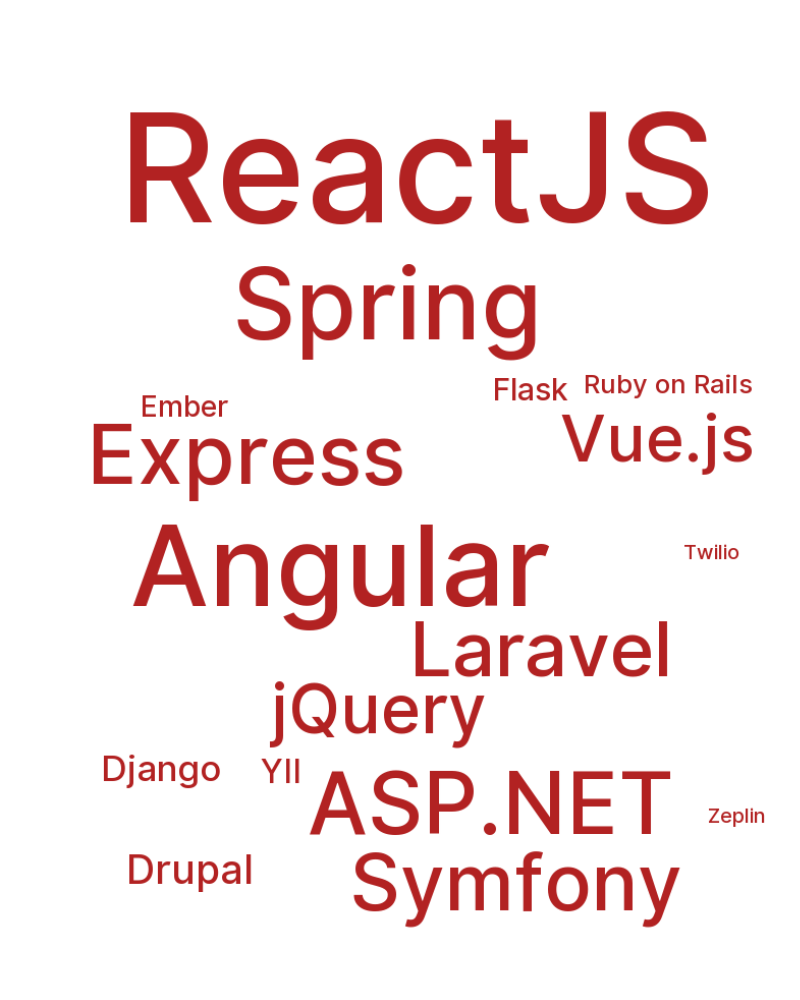 ReactJS
Spring
Flask Ruby on Rails
Ember
Express Vue.js
Angular
Twilio
Laravel
jQuery
Django YII ASP.NET
Zeplin
Drupal Symfony